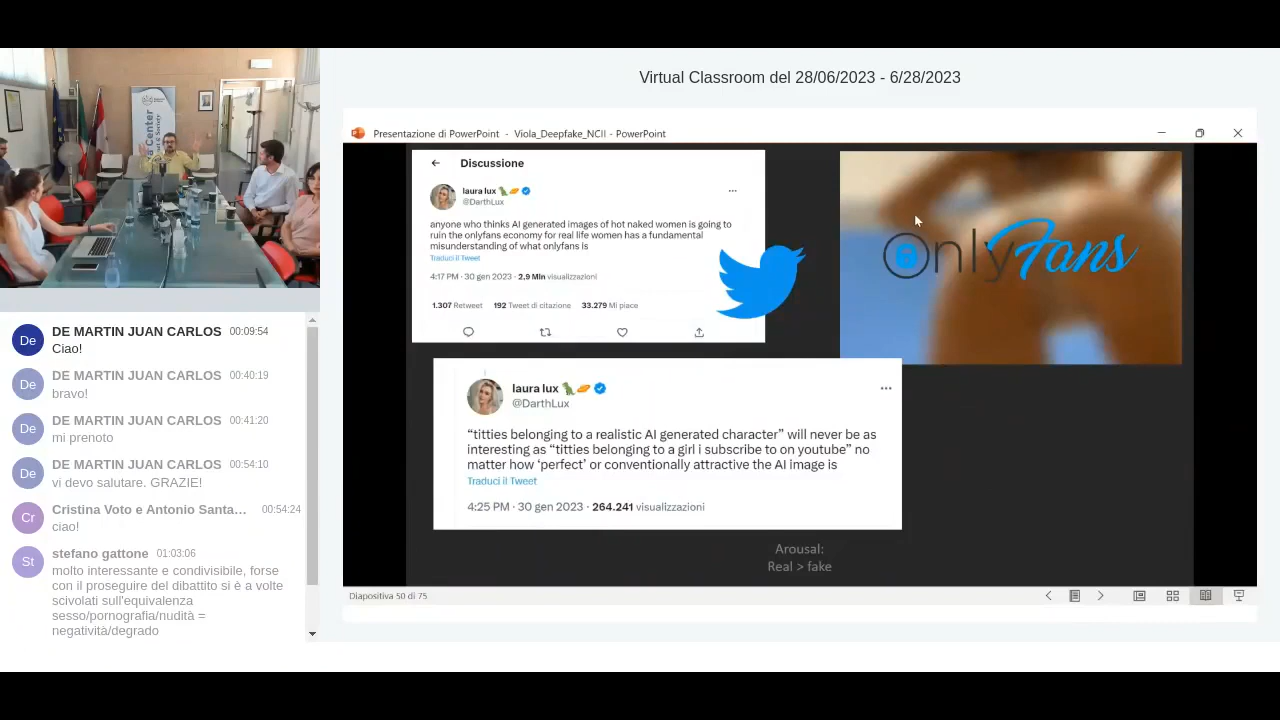 Virtual Classroom del 28/06/2023 - 6/28/2023
Presentazione di PowerPoint - Viola_Deepfake_NCII - PowerPoint
Discussione
laura lux
@DarthLux
anyone who thinks AI generated images of hot naked women is going to
ruin the onlyfans economy for real life women has a fundamental
misunderstanding of what onlyfans is
Traduci il Tweet
4:17 PM · 30 gen 2023 · 2,9 Mln visualizzazioni
1.307 Retweet 192 Tweet di citazione 33.279 Mi piace
OnlyFans
laura lux
@DarthLux
“titties belonging to a realistic AI generated character” will never be as
interesting as “titties belonging to a girl i subscribe to on youtube” no
matter how ‘perfect’ or conventionally attractive the AI image is
Traduci il Tweet
4:25 PM · 30 gen 2023 · 264.241 visualizzazioni
Arousal:
Real > fake
Diapositiva 50 di 75
De
DE MARTIN JUAN CARLOS 00:09:54
Ciao!
De
DE MARTIN JUAN CARLOS 00:40:19
bravo!
De
DE MARTIN JUAN CARLOS 00:41:20
mi prenoto
De
DE MARTIN JUAN CARLOS 00:54:10
vi devo salutare. GRAZIE!
Cr
Cristina Voto e Antonio Santa... 00:54:24
ciao!
St
stefano gattone 01:03:06
molto interessante e condivisibile, forse
con il proseguire del dibattito si è a volte
scivolati sull'equivalenza
sesso/pornografia/nudità =
negatività/degrado
Center
& Society